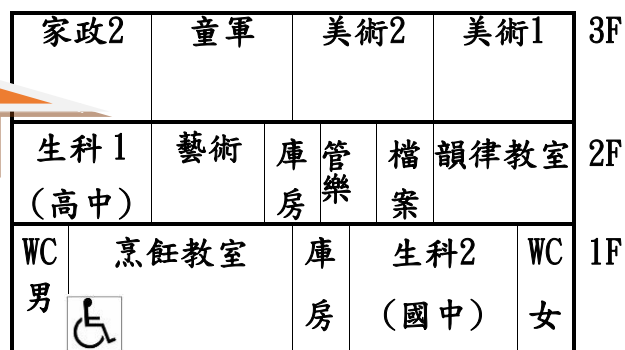 家政2 童軍 美術2 美術1 3F
生科1 藝術 庫 管 檔 韻律教室 2F
(高中) 房 樂 案
WC 烹飪教室 庫 生科2 WC 1F
男 房 (國中) 女